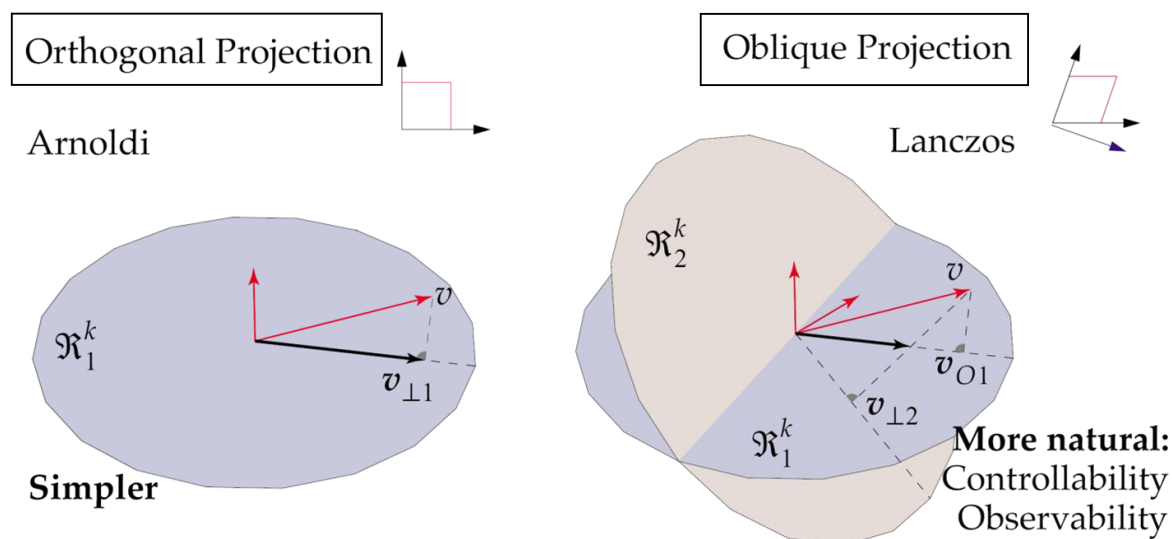 Orthogonal Projection
Arnoldi
ℜ₁ᵏ
v
v⊥1
Simpler
Oblique Projection
Lanczos
ℜ₂ᵏ
v
v_O1
v⊥2
ℜ₁ᵏ
More natural:
Controllability
Observability